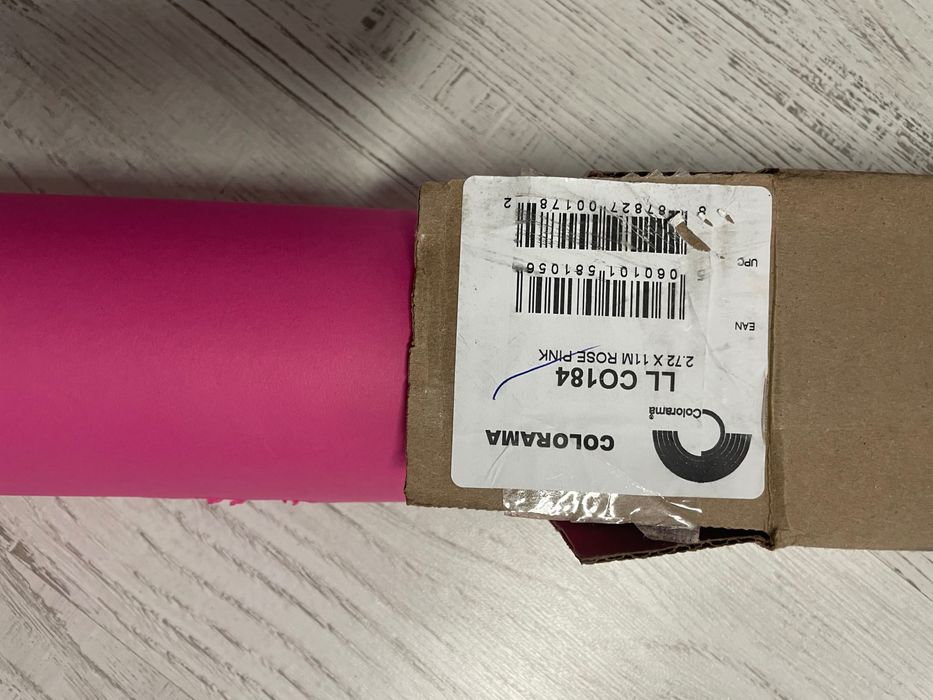 Colorama®
COLORAMA
LL CO184
2.72 X 11M ROSE PINK
EAN
5 060101 581056
UPC
8 87827 00178 2